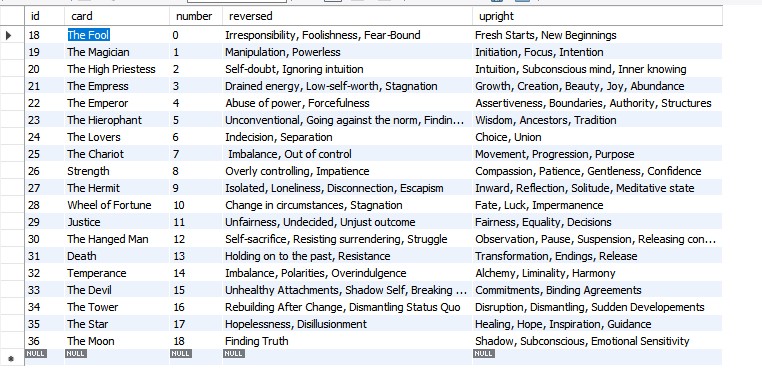 id card number reversed upright
18 The Fool 0 Irresponsibility, Foolishness, Fear-Bound Fresh Starts, New Beginnings
19 The Magician 1 Manipulation, Powerless Initiation, Focus, Intention
20 The High Priestess 2 Self-doubt, Ignoring intuition Intuition, Subconscious mind, Inner knowing
21 The Empress 3 Drained energy, Low-self-worth, Stagnation Growth, Creation, Beauty, Joy, Abundance
22 The Emperor 4 Abuse of power, Forcefulness Assertiveness, Boundaries, Authority, Structures
23 The Hierophant 5 Unconventional, Going against the norm, Findin... Wisdom, Ancestors, Tradition
24 The Lovers 6 Indecision, Separation Choice, Union
25 The Chariot 7 Imbalance, Out of control Movement, Progression, Purpose
26 Strength 8 Overly controlling, Impatience Compassion, Patience, Gentleness, Confidence
27 The Hermit 9 Isolated, Loneliness, Disconnection, Escapism Inward, Reflection, Solitude, Meditative state
28 Wheel of Fortune 10 Change in circumstances, Stagnation Fate, Luck, Impermanence
29 Justice 11 Unfairness, Undecided, Unjust outcome Fairness, Equality, Decisions
30 The Hanged Man 12 Self-sacrifice, Resisting surrendering, Struggle Observation, Pause, Suspension, Releasing con...
31 Death 13 Holding on to the past, Resistance Transformation, Endings, Release
32 Temperance 14 Imbalance, Polarities, Overindulgence Alchemy, Liminality, Harmony
33 The Devil 15 Unhealthy Attachments, Shadow Self, Breaking ... Commitments, Binding Agreements
34 The Tower 16 Rebuilding After Change, Dismantling Status Quo Disruption, Dismantling, Sudden Developements
35 The Star 17 Hopelessness, Disillusionment Healing, Hope, Inspiration, Guidance
36 The Moon 18 Finding Truth Shadow, Subconscious, Emotional Sensitivity
NULL NULL NULL NULL NULL